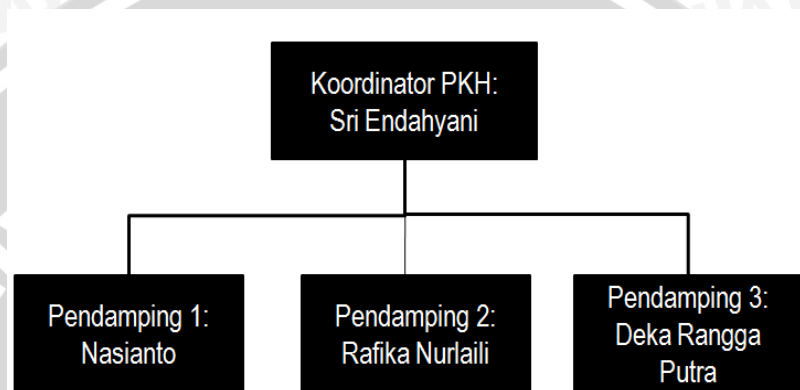 Koordinator PKH:
Sri Endahyani
Pendamping 1:
Nasianto
Pendamping 2:
Rafika Nurlaili
Pendamping 3:
Deka Rangga
Putra